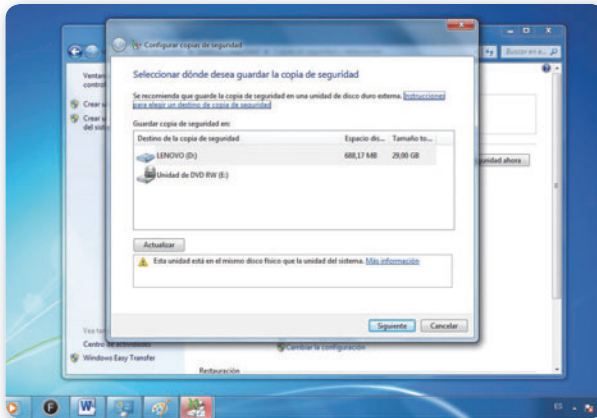 Configurar copias de seguridad
Buscar en a...
Seleccionar dónde desea guardar la copia de seguridad
Se recomienda que guarde la copia de seguridad en una unidad de disco duro externa. Instrucciones
para elegir un destino de copia de seguridad
Guardar copia de seguridad en:
Destino de la copia de seguridad Espacio dis... Tamaño to...
LENOVO (D:) 688,17 MB 29,00 GB
Unidad de DVD RW (E:)
Actualizar
Esta unidad está en el mismo disco físico que la unidad del sistema. Más información
Siguiente Cancelar
Ventan
control
Crear u
Crear u
del sist
guridad ahora
Vea tam
Centro de actividades
Windows Easy Transfer
Cambiar la configuración
Restauración
F
W
ES